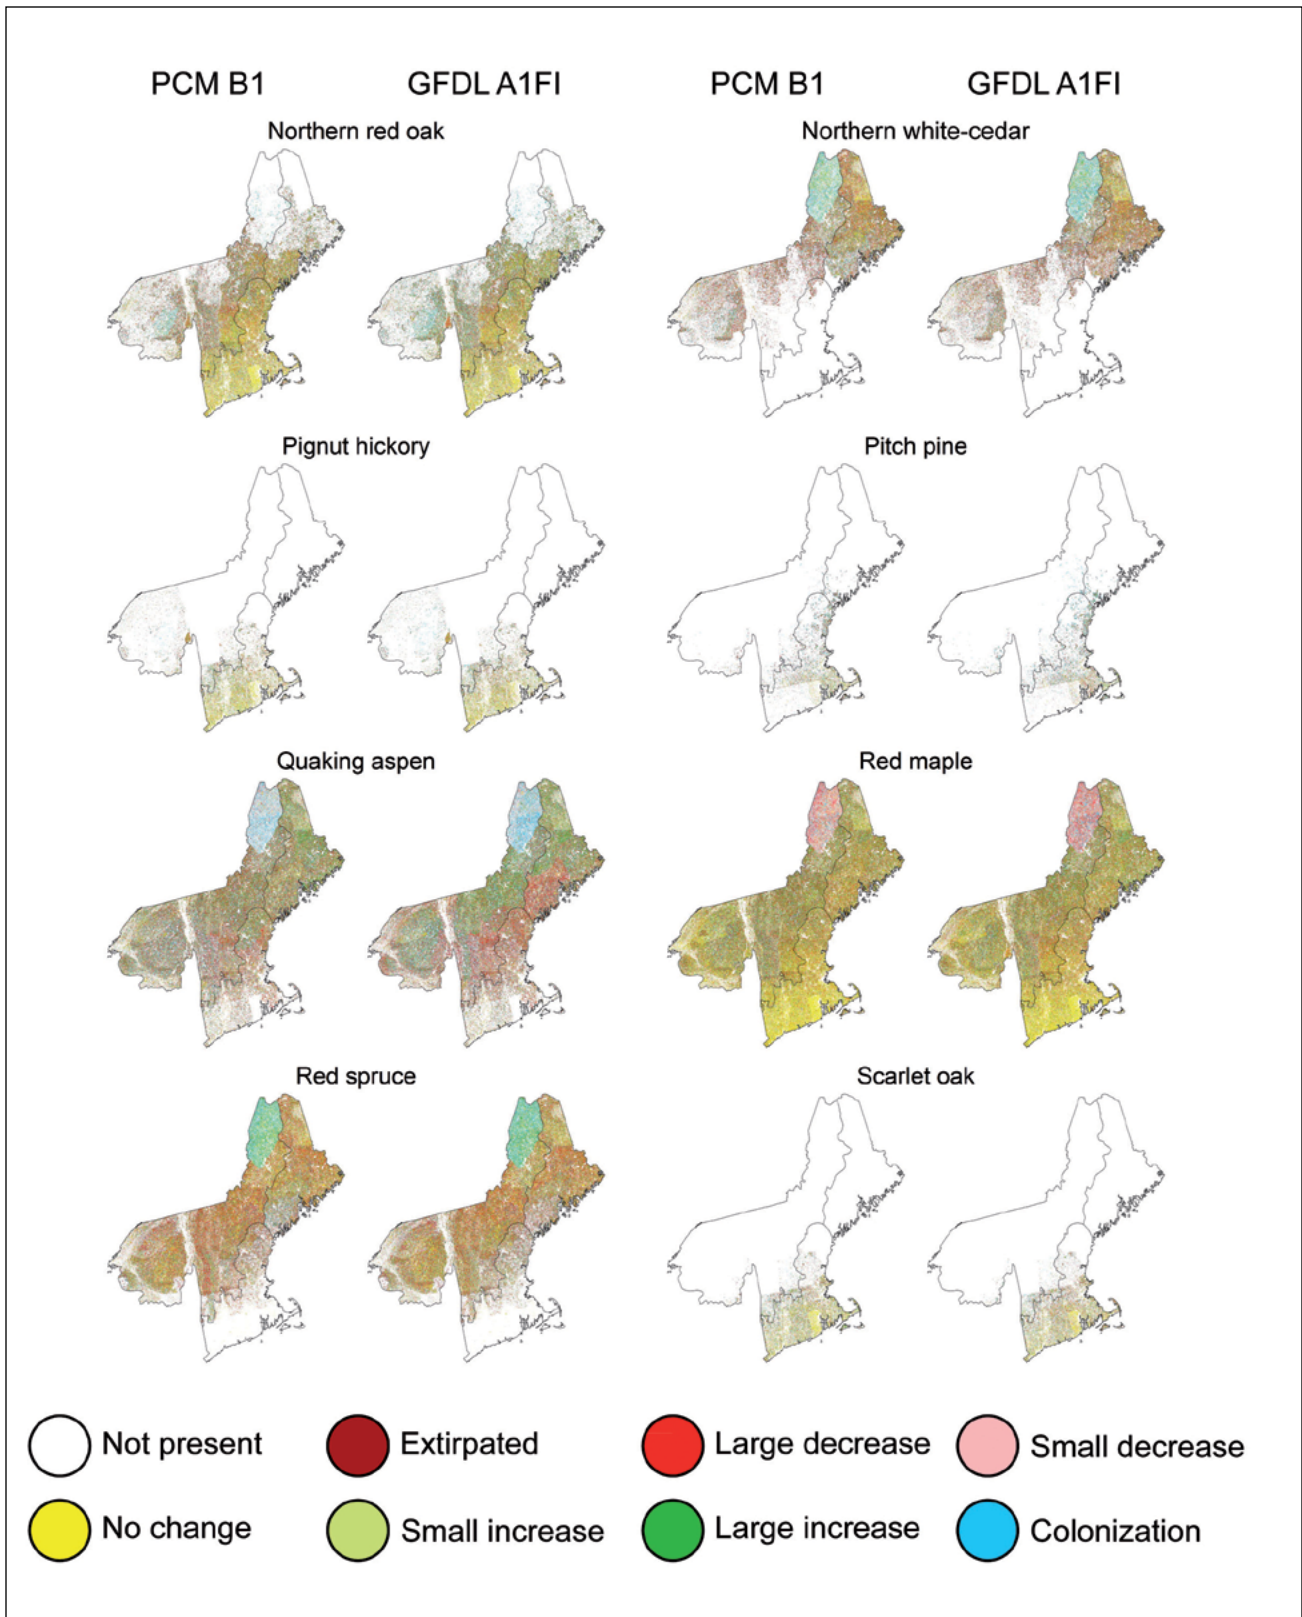 PCM B1 GFDL A1FI PCM B1 GFDL A1FI
Northern red oak Northern white-cedar
Pignut hickory Pitch pine
Quaking aspen Red maple
Red spruce Scarlet oak
Not present Extirpated Large decrease Small decrease
No change Small increase Large increase Colonization